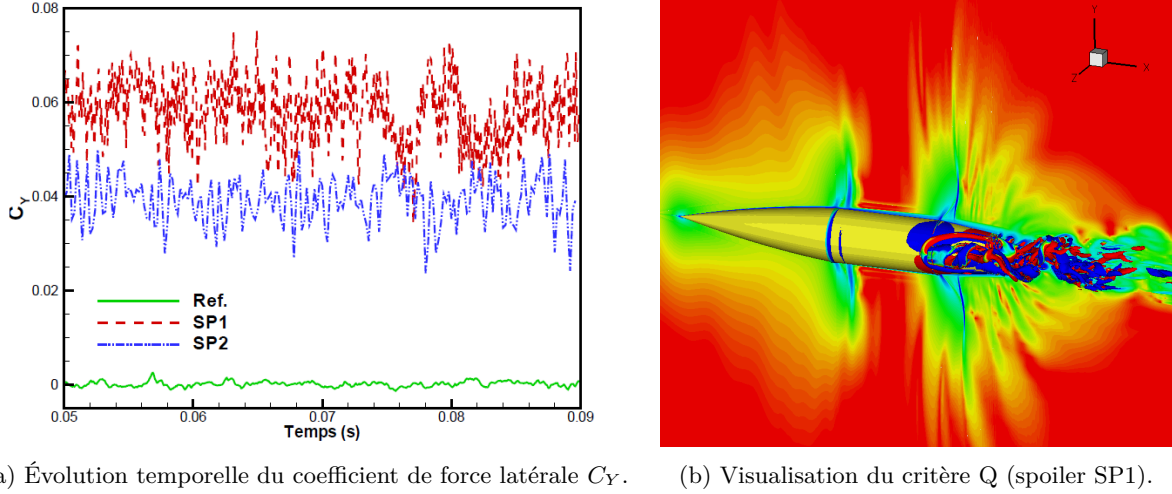 0.08
0.06
0.04
0.02
0
C_Y
Ref.
SP1
SP2
0.05 0.06 0.07 0.08 0.09
Temps (s)
Y
X
Z
a) Évolution temporelle du coefficient de force latérale C_Y.
(b) Visualisation du critère Q (spoiler SP1).